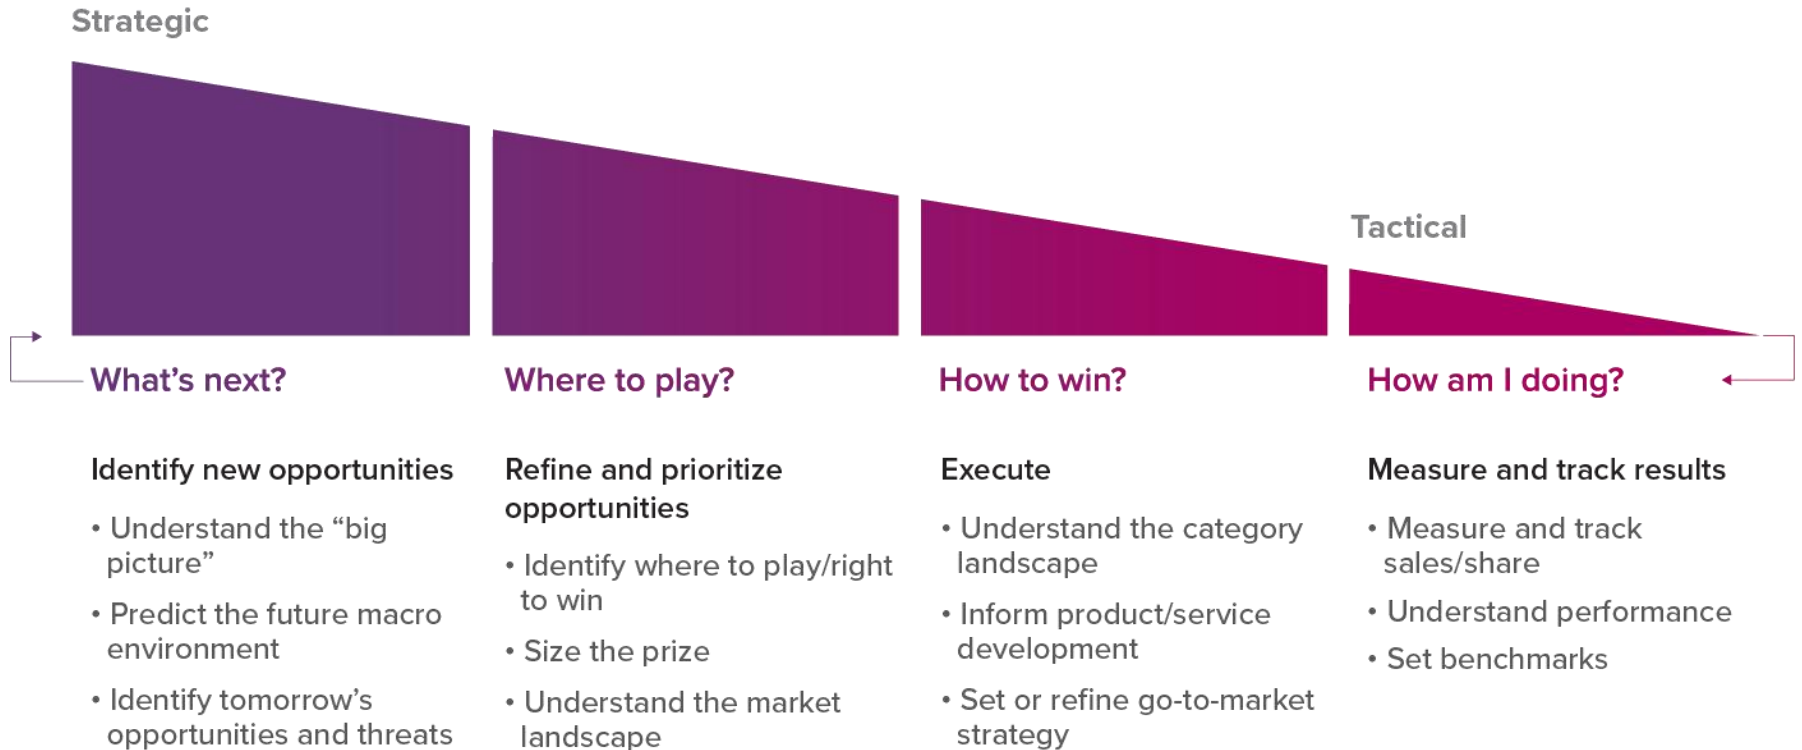 Strategic
Tactical
What’s next?
Identify new opportunities
• Understand the “big
picture”
• Predict the future macro
environment
• Identify tomorrow’s
opportunities and threats
Where to play?
Refine and prioritize
opportunities
• Identify where to play/right
to win
• Size the prize
• Understand the market
landscape
How to win?
Execute
• Understand the category
landscape
• Inform product/service
development
• Set or refine go-to-market
strategy
How am I doing?
Measure and track results
• Measure and track
sales/share
• Understand performance
• Set benchmarks